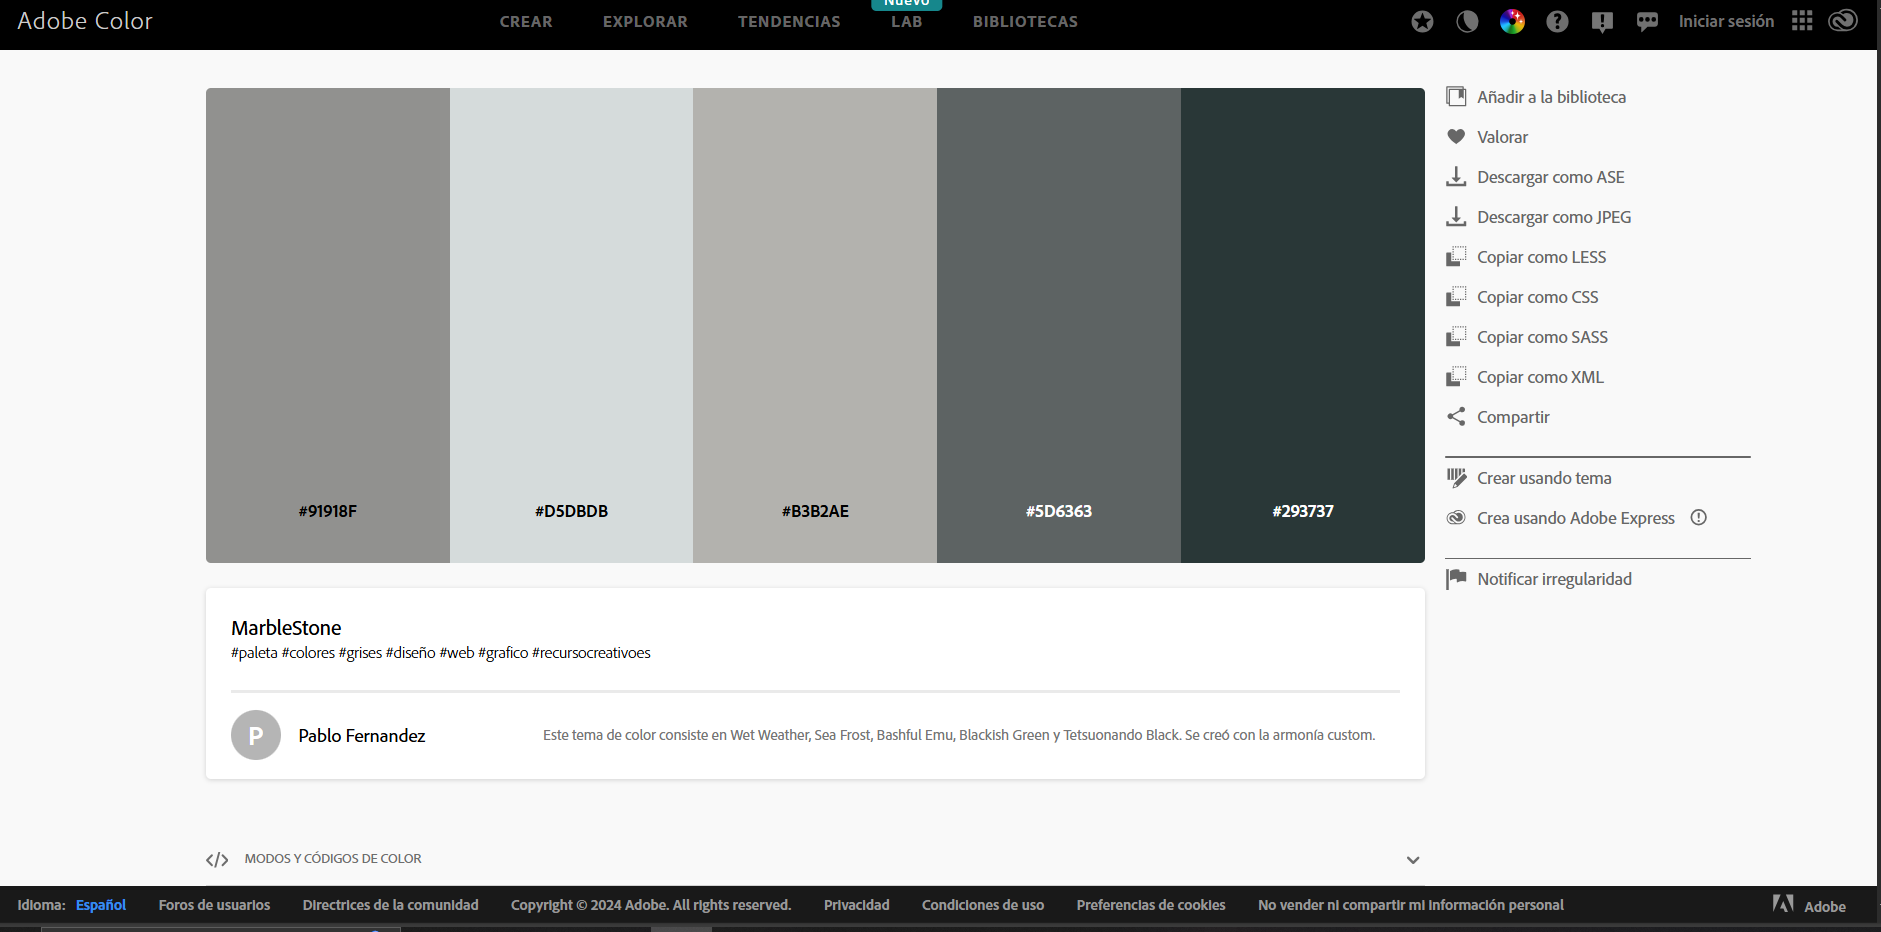 Adobe Color
CREAR
EXPLORAR
TENDENCIAS
Nuevo
LAB
BIBLIOTECAS
Iniciar sesión
#91918F
#D5DBDB
#B3B2AE
#5D6363
#293737
Añadir a la biblioteca
Valorar
Descargar como ASE
Descargar como JPEG
Copiar como LESS
Copiar como CSS
Copiar como SASS
Copiar como XML
Compartir
Crear usando tema
Crea usando Adobe Express
Notificar irregularidad
MarbleStone
#paleta #colores #grises #diseño #web #grafico #recursocreativoes
P
Pablo Fernandez
Este tema de color consiste en Wet Weather, Sea Frost, Bashful Emu, Blackish Green y Tetsuonando Black. Se creó con la armonía custom.
</> MODOS Y CÓDIGOS DE COLOR
Idioma: Español
Foros de usuarios
Directrices de la comunidad
Copyright © 2024 Adobe. All rights reserved.
Privacidad
Condiciones de uso
Preferencias de cookies
No vender ni compartir mi información personal
Adobe